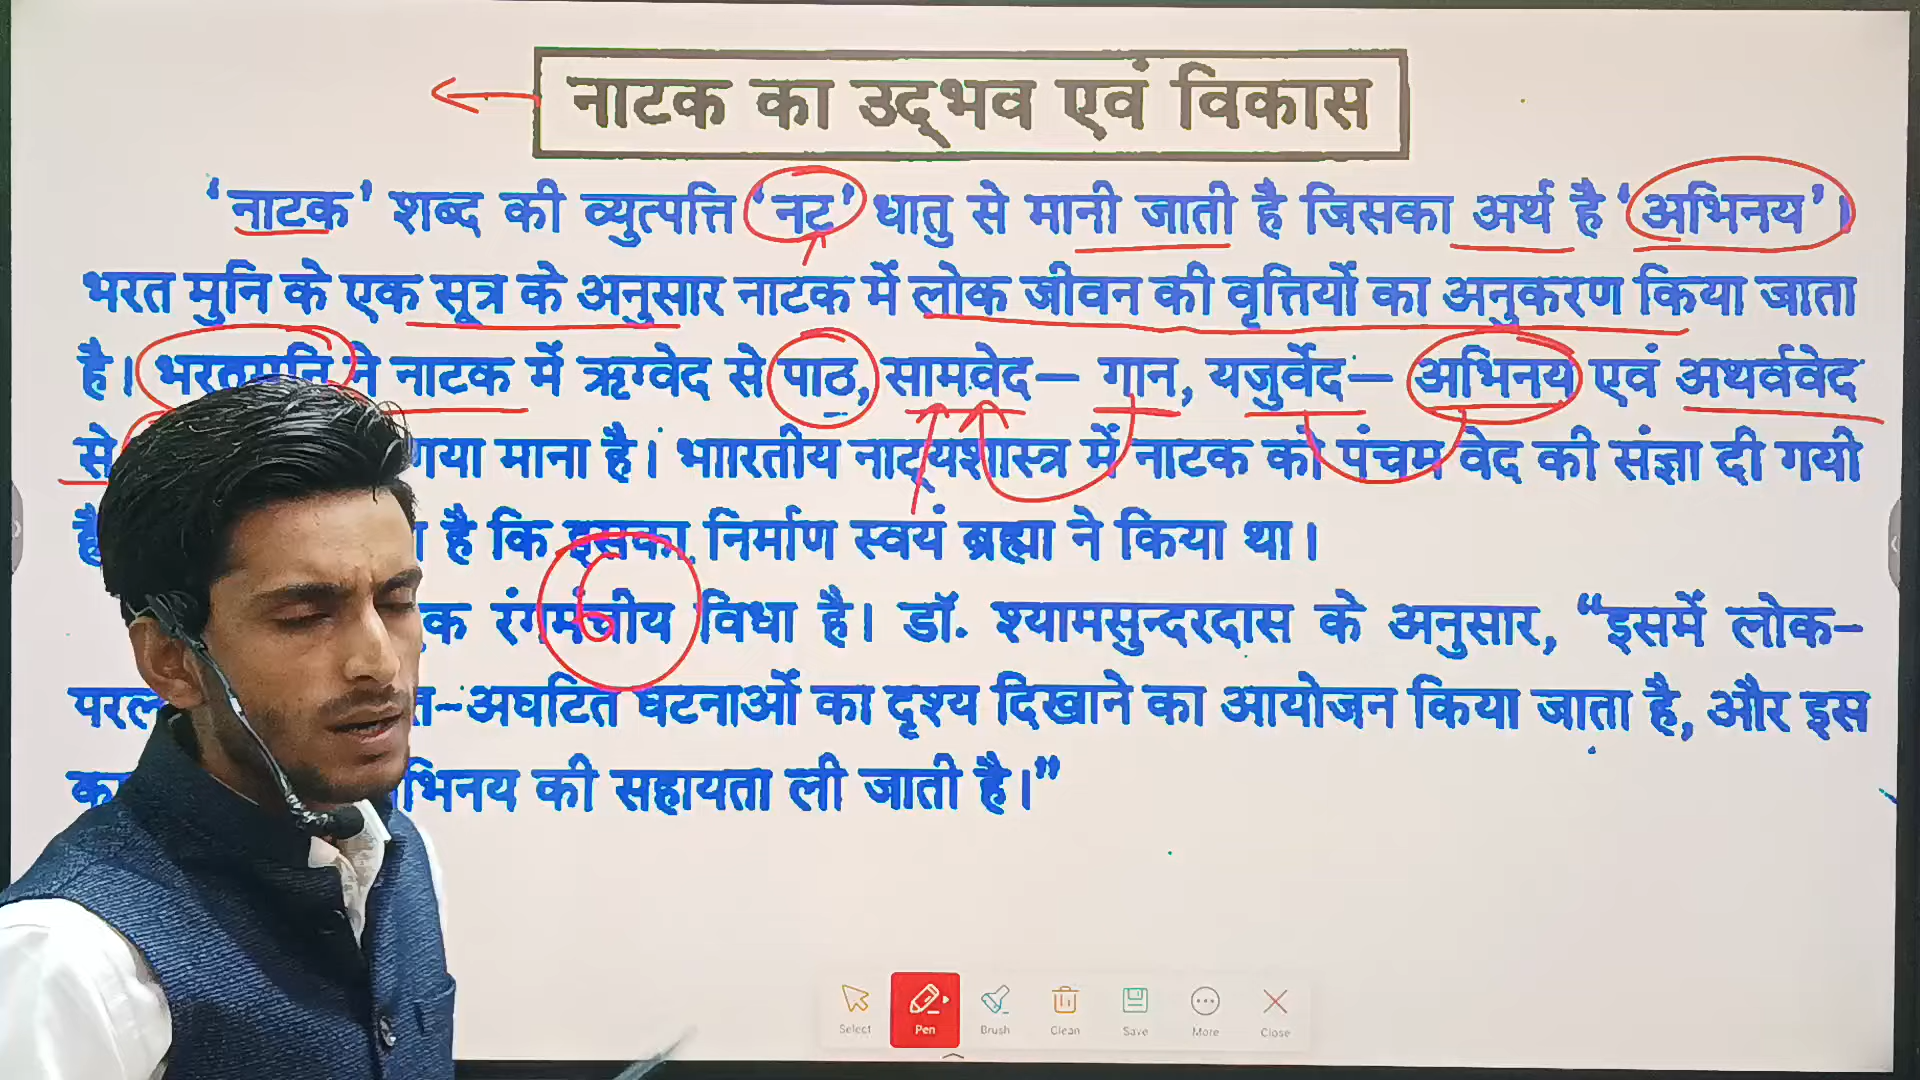 नाटक का उद्‌भव एवं विकास
‘नाटक’ शब्द की व्युत्पत्ति ‘नट’ धातु से मानी जाती है जिसका अर्थ है ‘अभिनय’।
भरत मुनि के एक सूत्र के अनुसार नाटक में लोक जीवन की वृत्तियों का अनुकरण किया जाता
है। भरतमुनि ने नाटक में ऋग्वेद से पाठ, सामवेद– गान, यजुर्वेद– अभिनय एवं अथर्ववेद
से गया माना है। भाारतीय नाट्यशास्त्र में नाटक को पंचम वेद की संज्ञा दी गयी
है कि इसका निर्माण स्वयं ब्रह्मा ने किया था।
रंगमंचीय विधा है। डॉ. श्यामसुन्दरदास के अनुसार, “इसमें लोक–
अघटित घटनाओं का दृश्य दिखाने का आयोजन किया जाता है, और इस
की सहायता ली जाती है।”
Select Pen Brush Clean Save More Close